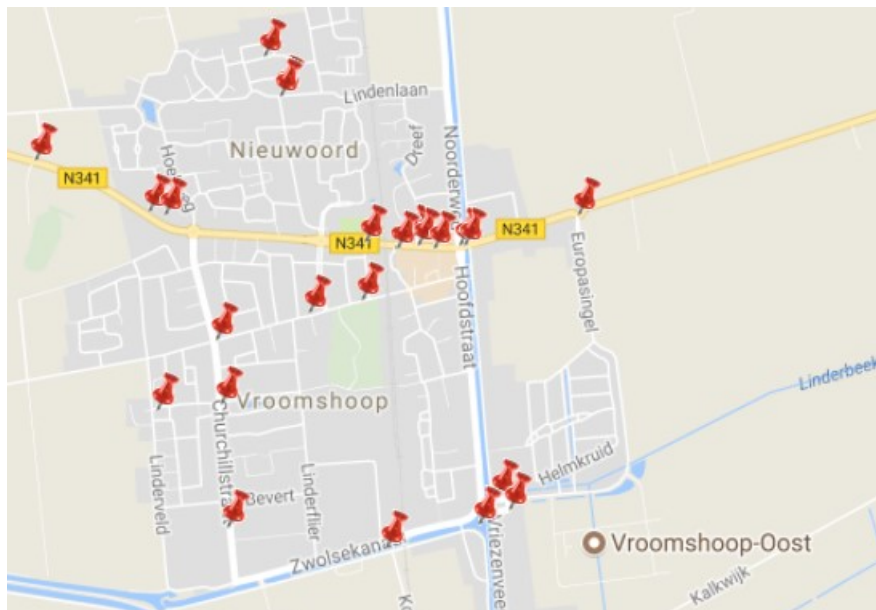 Lindenlaan
Nieuwoord
Dreef
N341
N341
N341
Hoofdstraat
Europasingel
Linderbeek
Vroomshoop
Churchillstraat
Linderveld
Linderflier
Bevert
Helmkruid
Zwolsekanaal
Vroomshoop-Oost
Kalkwijk